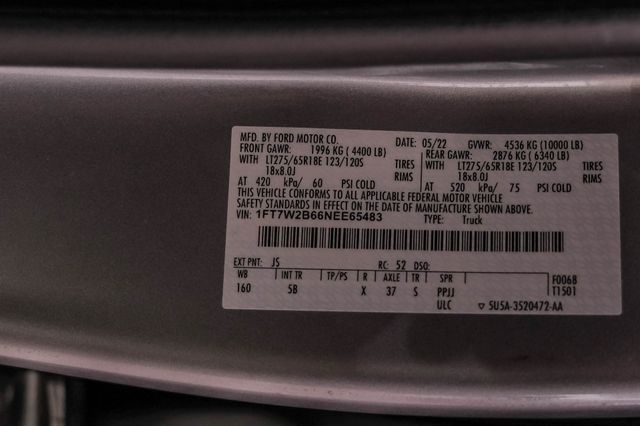 MFD. BY FORD MOTOR CO. DATE: 05/22 GVWR: 4536 KG (10000 LB)
FRONT GAWR: 1996 KG ( 4400 LB) REAR GAWR: 2876 KG ( 6340 LB)
WITH LT275/65R18E 123/120S TIRES WITH LT275/65R18E 123/120S TIRES
18x8.0J RIMS 18x8.0J RIMS
AT 420 kPa/ 60 PSI COLD AT 520 kPa/ 75 PSI COLD
THIS VEHICLE CONFORMS TO ALL APPLICABLE FEDERAL MOTOR VEHICLE
SAFETY STANDARDS IN EFFECT ON THE DATE OF MANUFACTURE SHOWN ABOVE.
VIN: 1FT7W2B66NEE65483 TYPE: Truck
EXT PNT: JS RC: 52 DSO:
WB INT TR TP/PS R AXLE TR SPR F0068
160 5B X 37 S PPJJ T1501
ULC ▽ 5U5A-3520472-AA